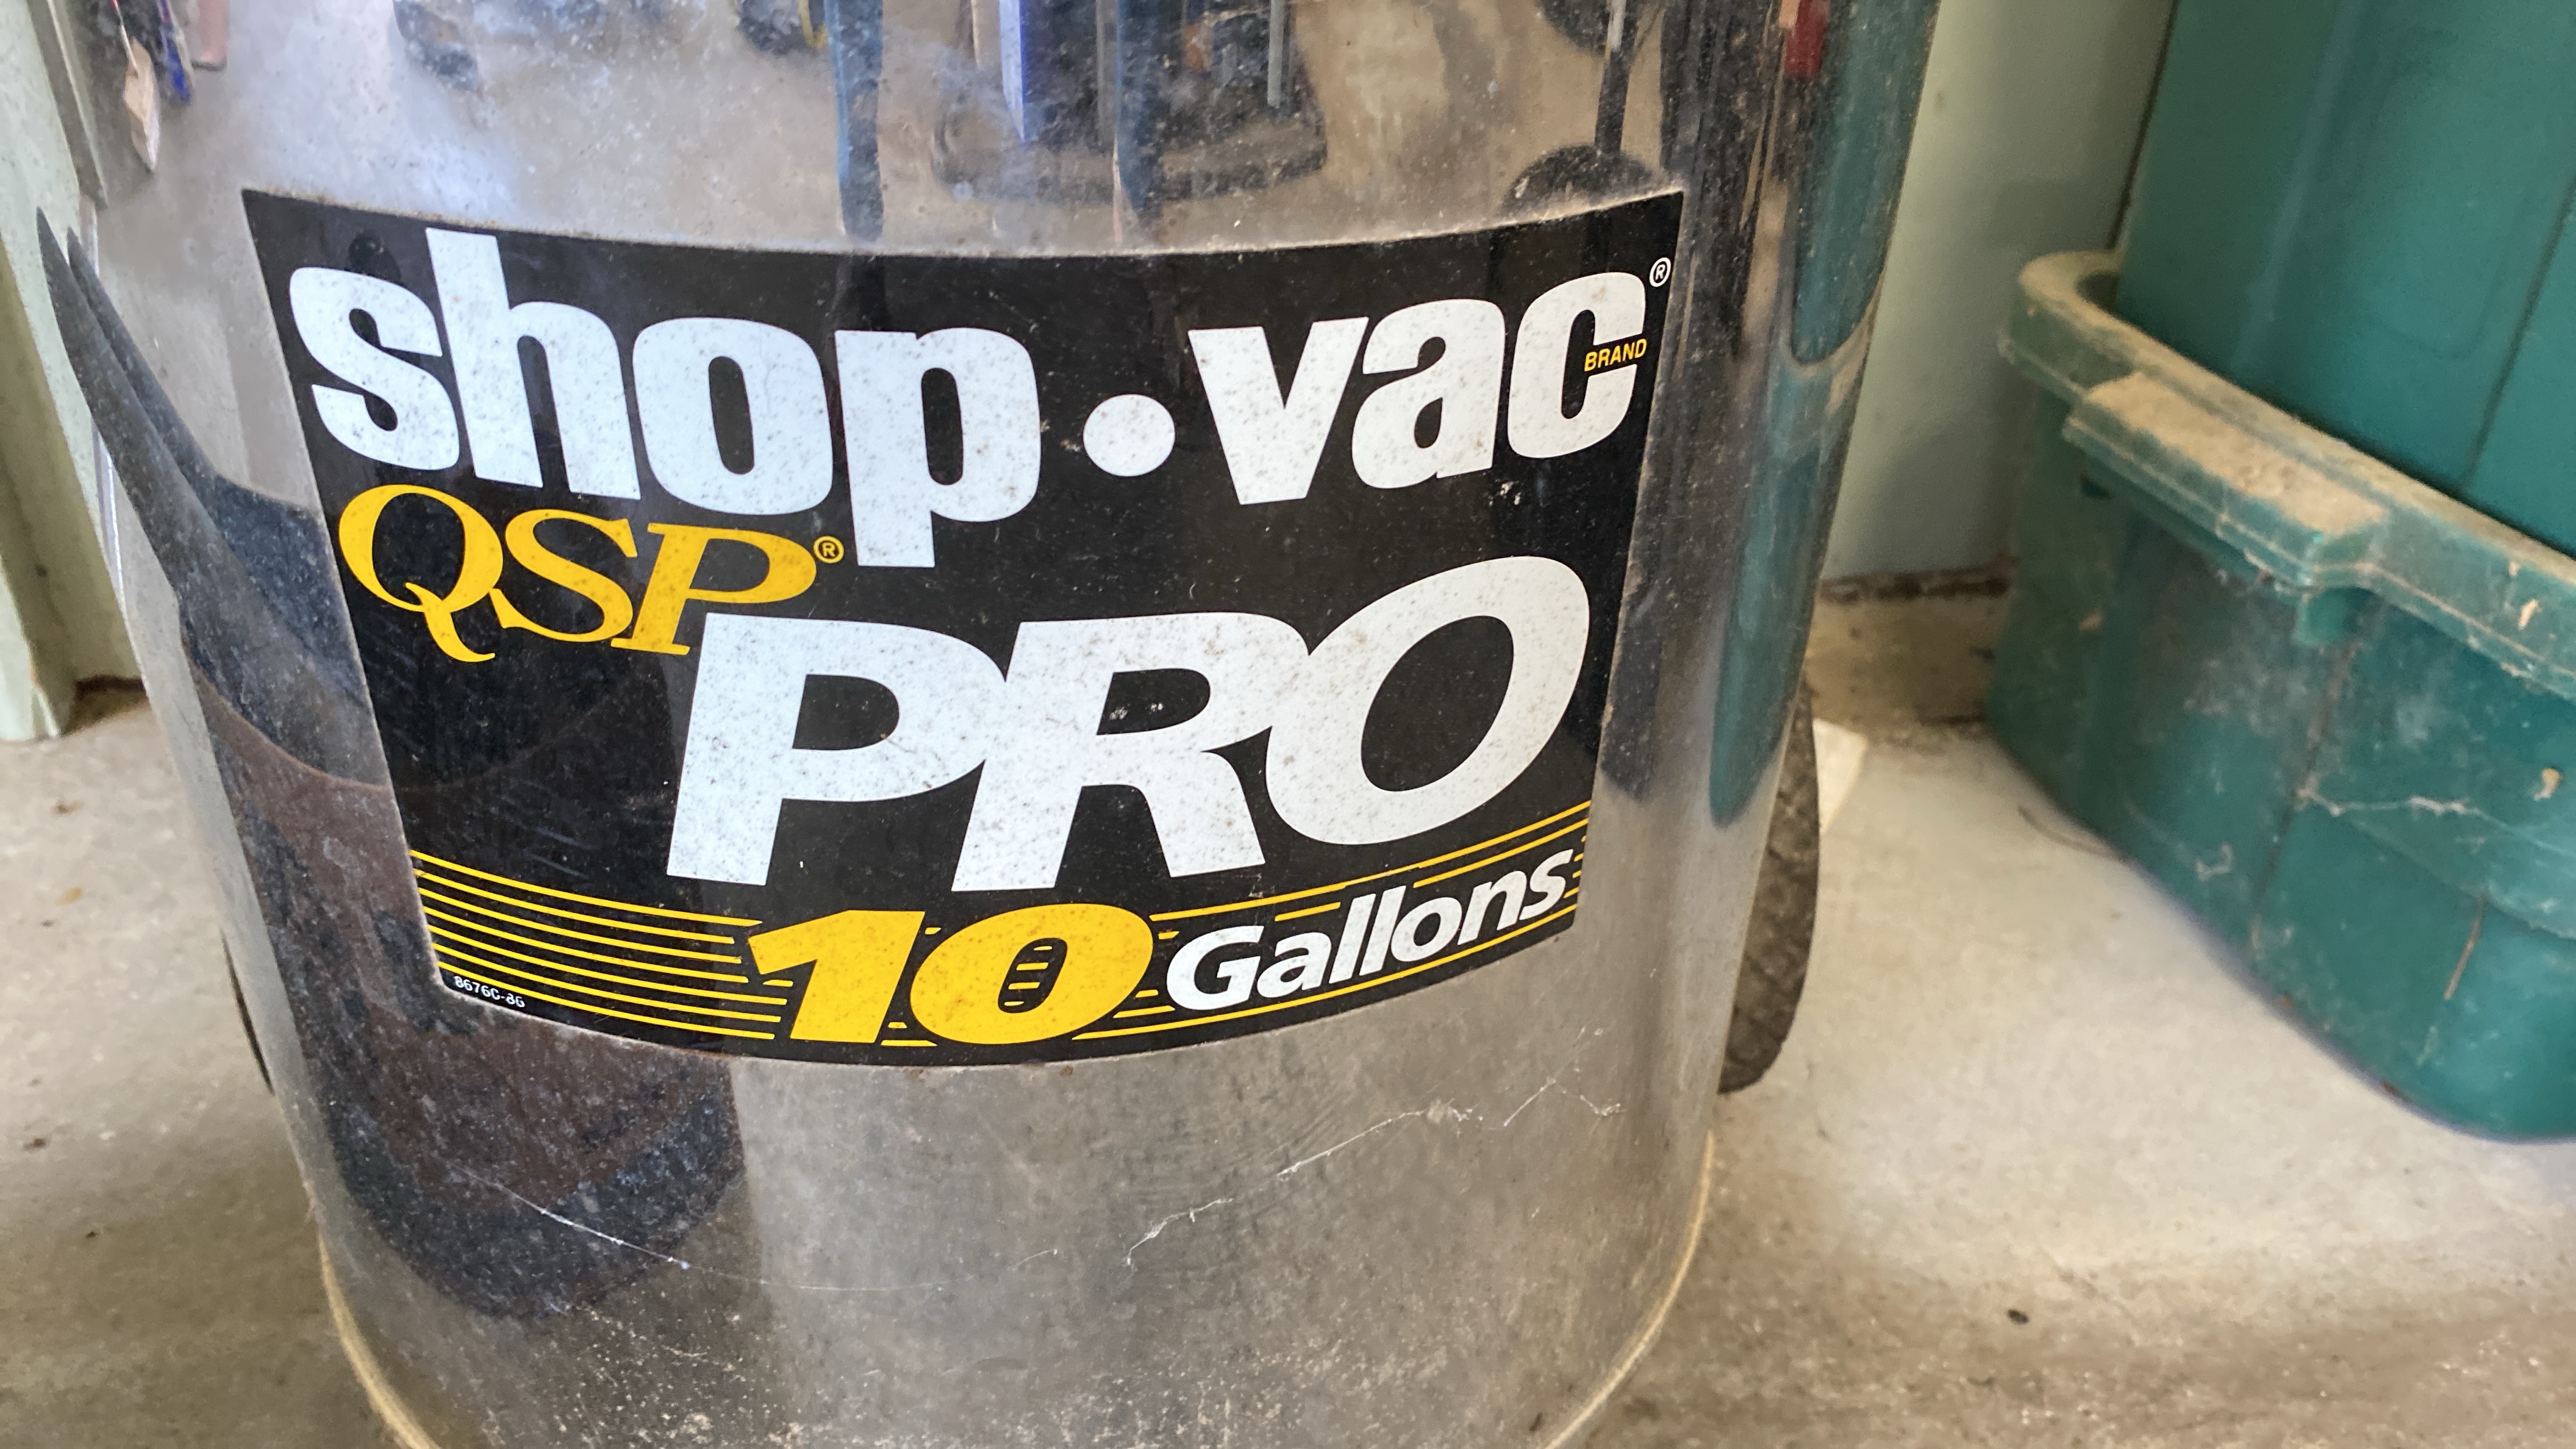 shop•vac®
BRAND
QSP®
PRO
10 Gallons
8676C-86